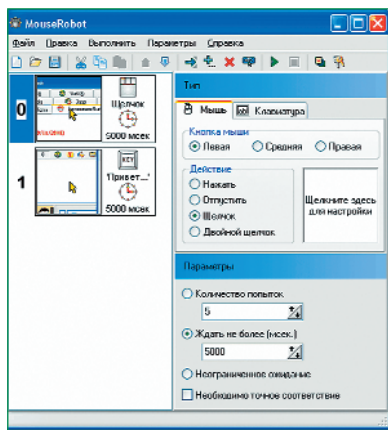 MouseRobot
Файл Правка Выполнить Параметры Справка
0
Щелчок
5000 мсек
1
KEY
'Привет...'
5000 мсек
Тип
Мышь Клавиатура
Кнопка мыши
Левая Средняя Правая
Действие
Нажать
Отпустить
Щелчок
Двойной щелчок
Щелкните здесь
для настройки
Параметры
Количество попыток
5
Ждать не более (мсек.)
5000
Неограниченное ожидание
Необходимо точное соответствие